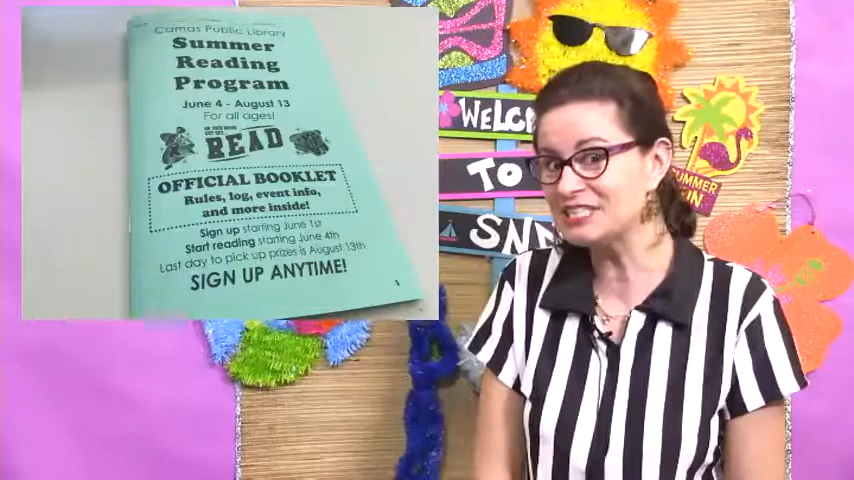 Camas Public Library
Summer
Reading
Program
June 4 - August 13
For all ages!
READ
OFFICIAL BOOKLET
Rules, log, event info,
and more inside!
Sign up starting June 1st
Start reading starting June 4th
Last day to pick up prizes is August 13th
SIGN UP ANYTIME!
WELCOME
TO
SUMMER
FUN